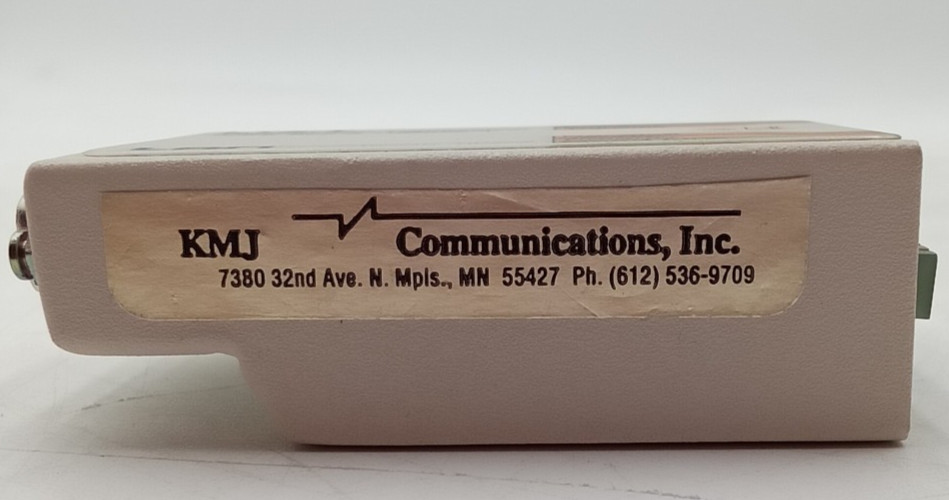 KMJ Communications, Inc.
7380 32nd Ave. N. Mpls., MN 55427 Ph. (612) 536-9709